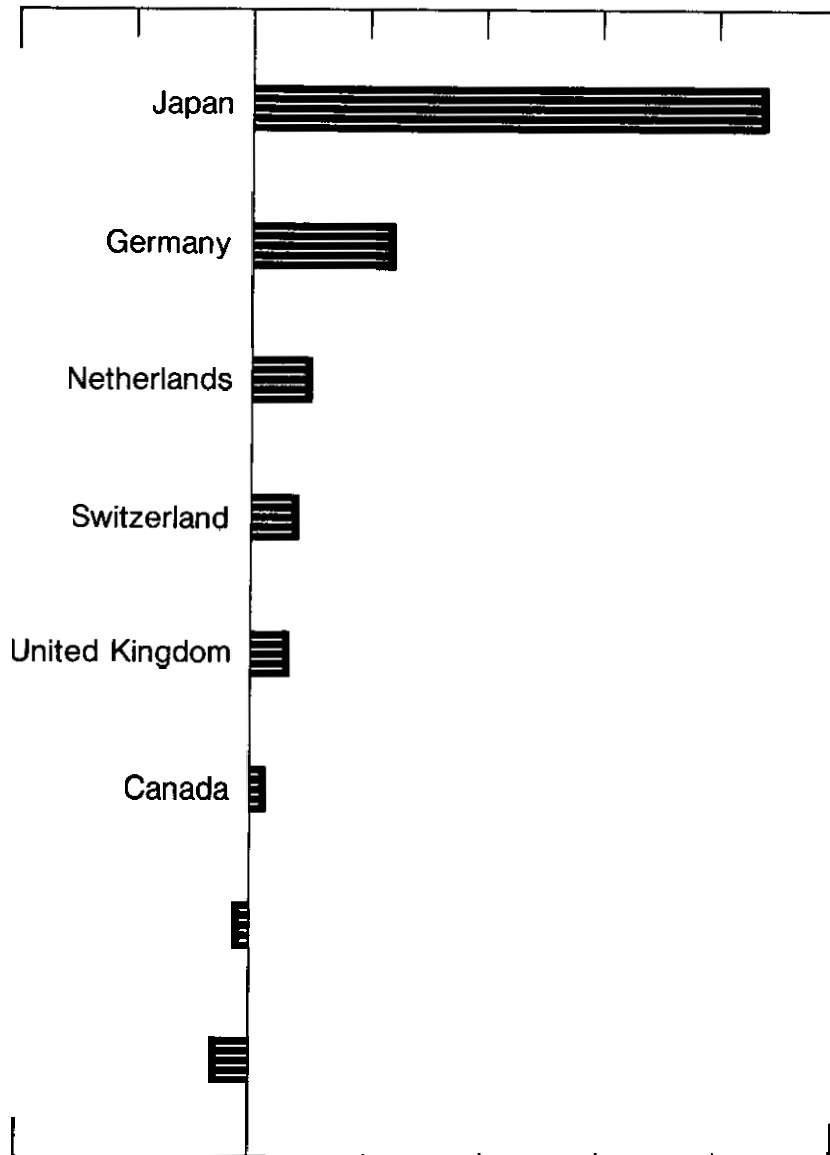 Japan
Germany
Netherlands
Switzerland
United Kingdom
Canada